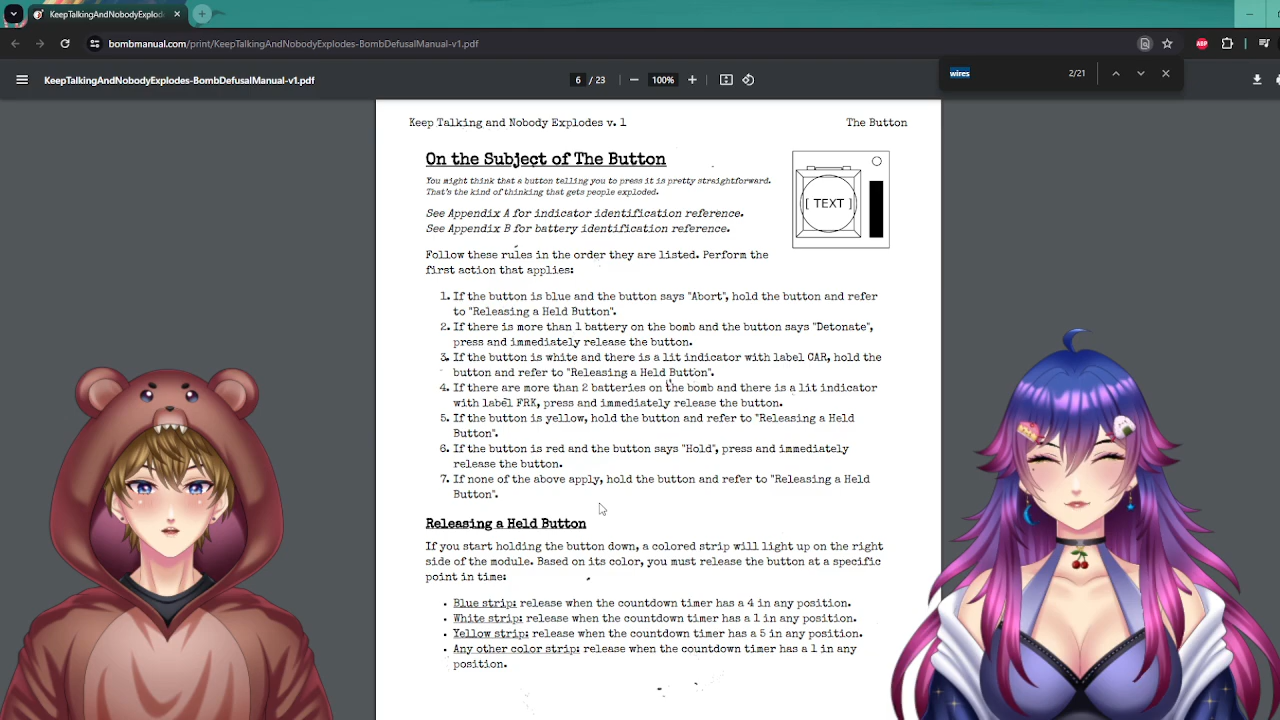 KeepTalkingAndNobodyExplode
bombmanual.com/print/KeepTalkingAndNobodyExplodes-BombDefusalManual-v1.pdf
ABP
KeepTalkingAndNobodyExplodes-BombDefusalManual-v1.pdf
6 / 23
100%
wires
2/21
Keep Talking and Nobody Explodes v. 1
The Button
On the Subject of The Button
You might think that a button telling you to press it is pretty straightforward.
That's the kind of thinking that gets people exploded.
[ TEXT ]
See Appendix A for indicator identification reference.
See Appendix B for battery identification reference.
Follow these rules in the order they are listed. Perform the
first action that applies:
1. If the button is blue and the button says "Abort", hold the button and refer
to "Releasing a Held Button".
2. If there is more than 1 battery on the bomb and the button says "Detonate",
press and immediately release the button.
3. If the button is white and there is a lit indicator with label CAR, hold the
button and refer to "Releasing a Held Button".
4. If there are more than 2 batteries on the bomb and there is a lit indicator
with label FRK, press and immediately release the button.
5. If the button is yellow, hold the button and refer to "Releasing a Held
Button".
6. If the button is red and the button says "Hold", press and immediately
release the button.
7. If none of the above apply, hold the button and refer to "Releasing a Held
Button".
Releasing a Held Button
If you start holding the button down, a colored strip will light up on the right
side of the module. Based on its color, you must release the button at a specific
point in time:
• Blue strip: release when the countdown timer has a 4 in any position.
• White strip: release when the countdown timer has a 1 in any position.
• Yellow strip: release when the countdown timer has a 5 in any position.
• Any other color strip: release when the countdown timer has a 1 in any
position.